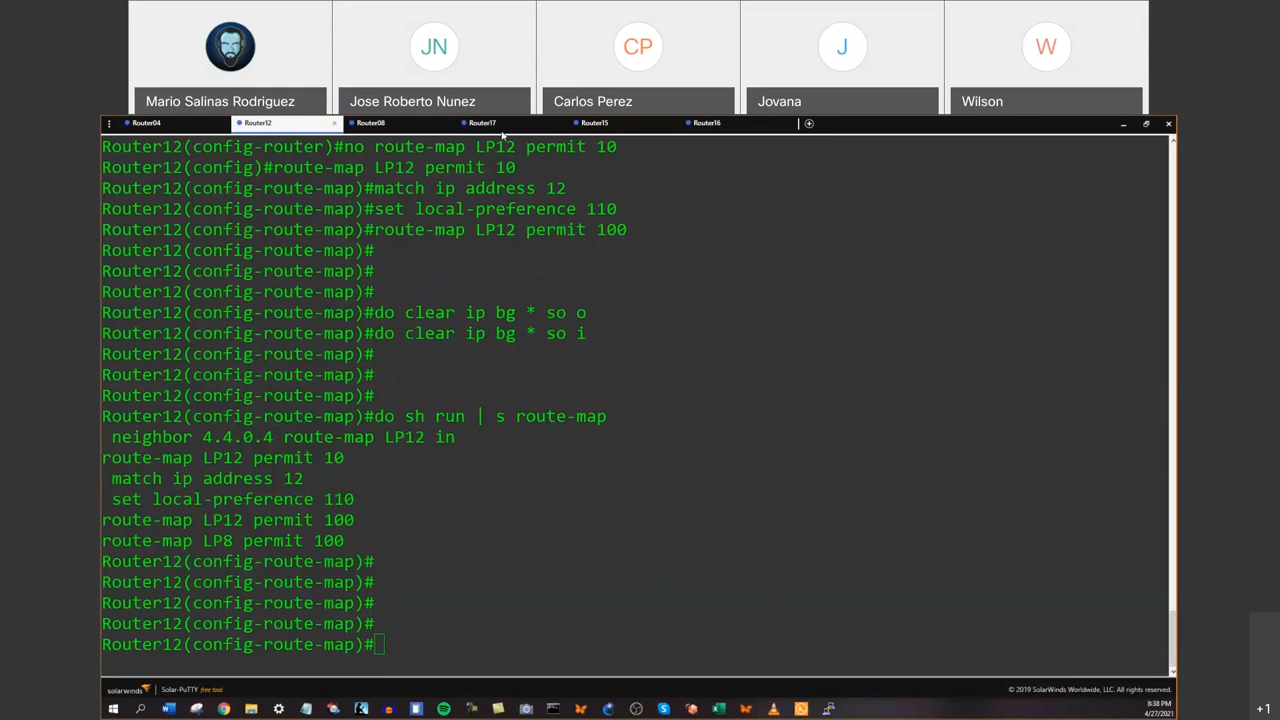 JN
CP
J
W
Mario Salinas Rodriguez
Jose Roberto Nunez
Carlos Perez
Jovana
Wilson
Router04
Router12
Router08
Router17
Router15
Router16
Router12(config-router)#no route-map LP12 permit 10
Router12(config)#route-map LP12 permit 10
Router12(config-route-map)#match ip address 12
Router12(config-route-map)#set local-preference 110
Router12(config-route-map)#route-map LP12 permit 100
Router12(config-route-map)#
Router12(config-route-map)#
Router12(config-route-map)#
Router12(config-route-map)#do clear ip bg * so o
Router12(config-route-map)#do clear ip bg * so i
Router12(config-route-map)#
Router12(config-route-map)#
Router12(config-route-map)#
Router12(config-route-map)#do sh run | s route-map
neighbor 4.4.0.4 route-map LP12 in
route-map LP12 permit 10
match ip address 12
set local-preference 110
route-map LP12 permit 100
route-map LP8 permit 100
Router12(config-route-map)#
Router12(config-route-map)#
Router12(config-route-map)#
Router12(config-route-map)#
Router12(config-route-map)#
solarwinds
Solar-PuTTY free tool
© 2019 SolarWinds Worldwide, LLC. All rights reserved.
8:38 PM
4/27/2021
+1